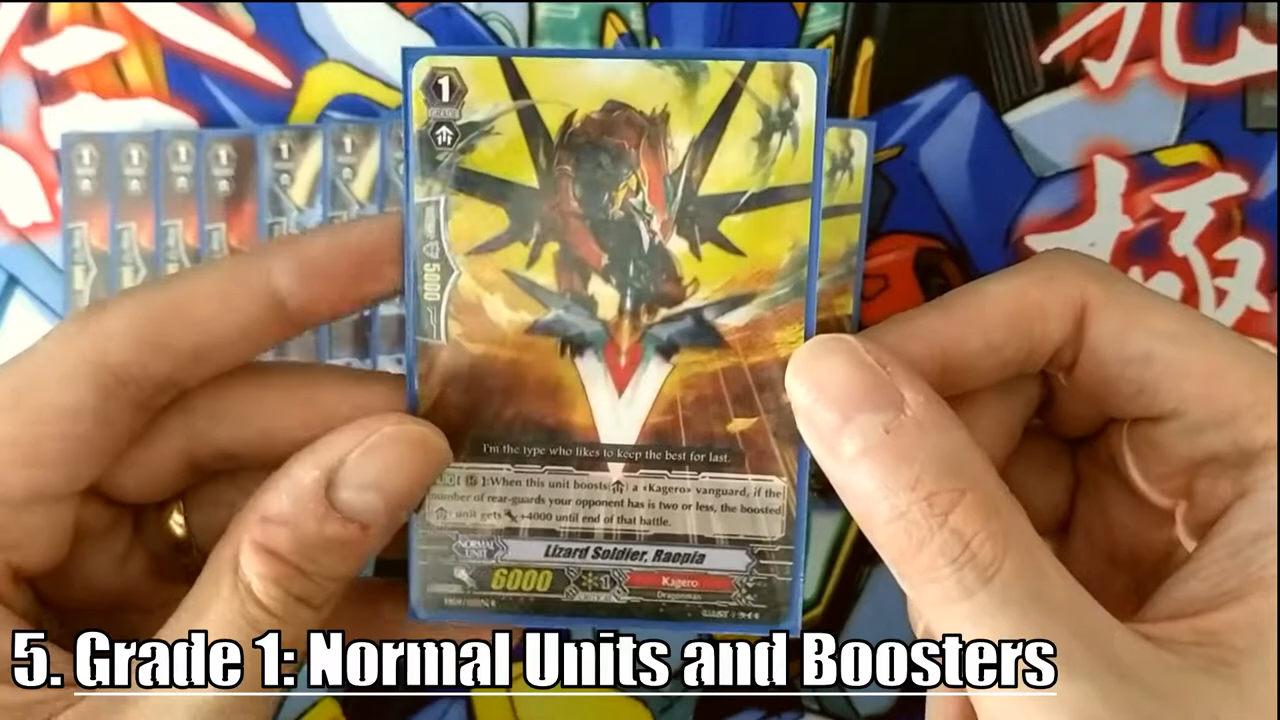 1
5000
極
I'm the type who likes to keep the best for last.
]:When this unit boosts a «Kagero» vanguard, if the
number of rear-guards your opponent has is two or less, the boosted
unit gets +4000 until end of that battle.
NORMAL UNIT
Lizard Soldier, Raopia
6000
1
Kagero
Dragonman
5. Grade 1: Normal Units and Boosters